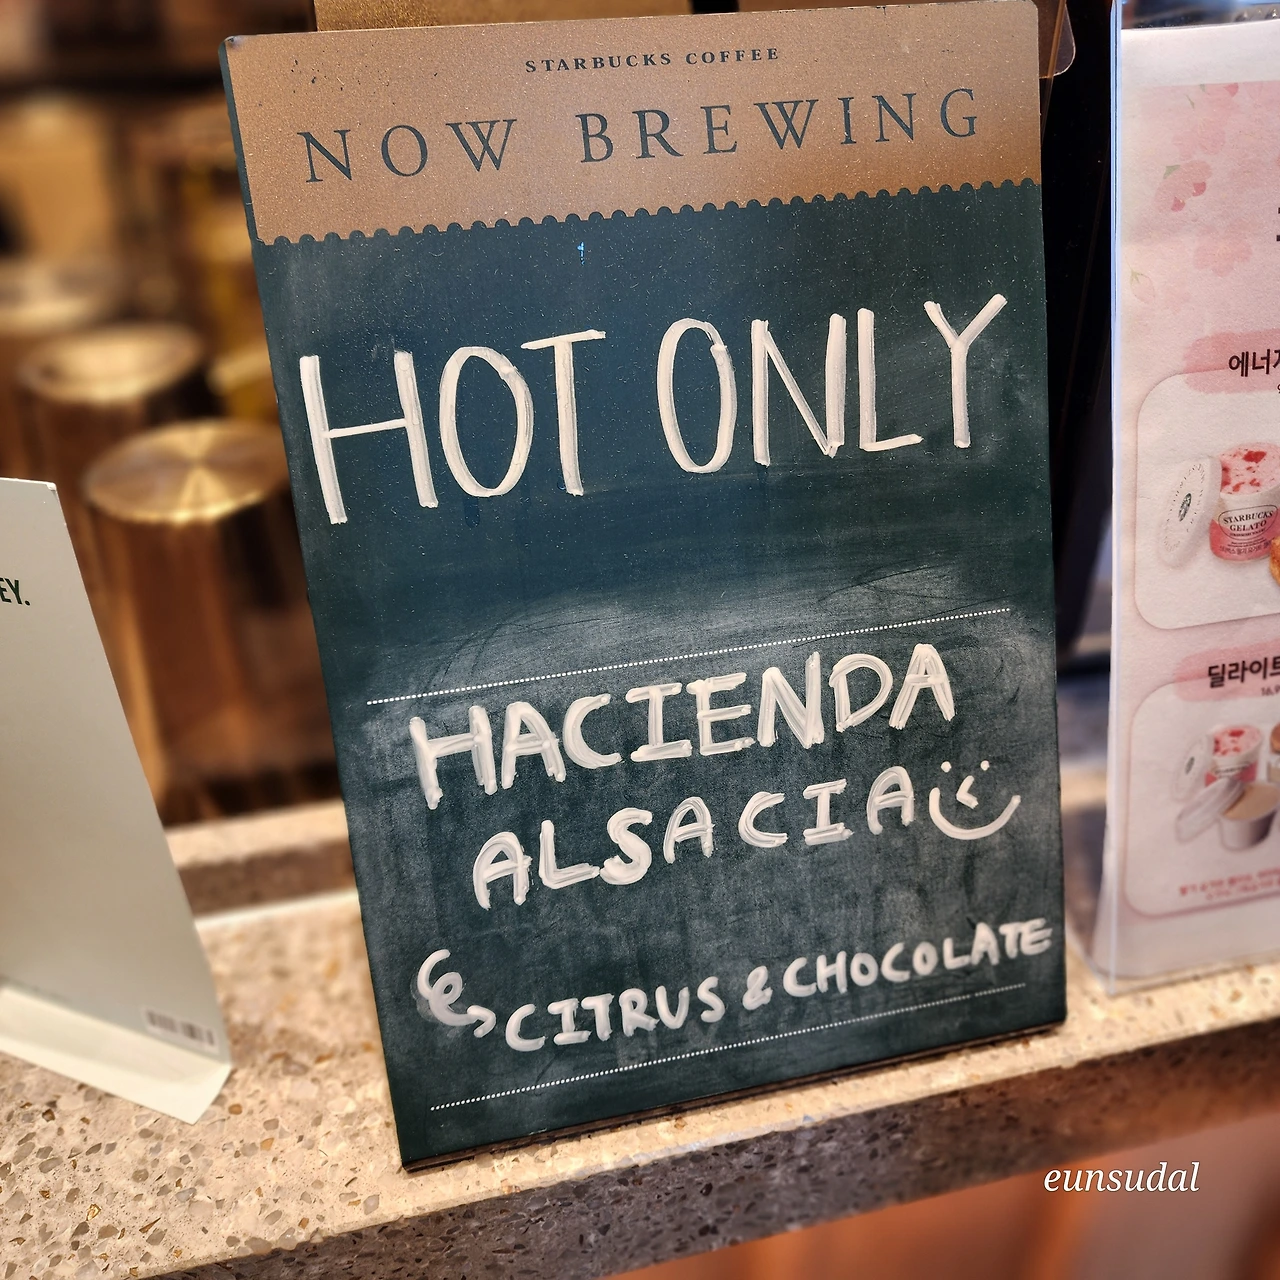 STARBUCKS COFFEE
NOW BREWING
HOT ONLY
HACIENDA
ALSACIA
CITRUS & CHOCOLATE
EY.
에너지
STARBUCKS
GELATO
딜라이트
eunsudal